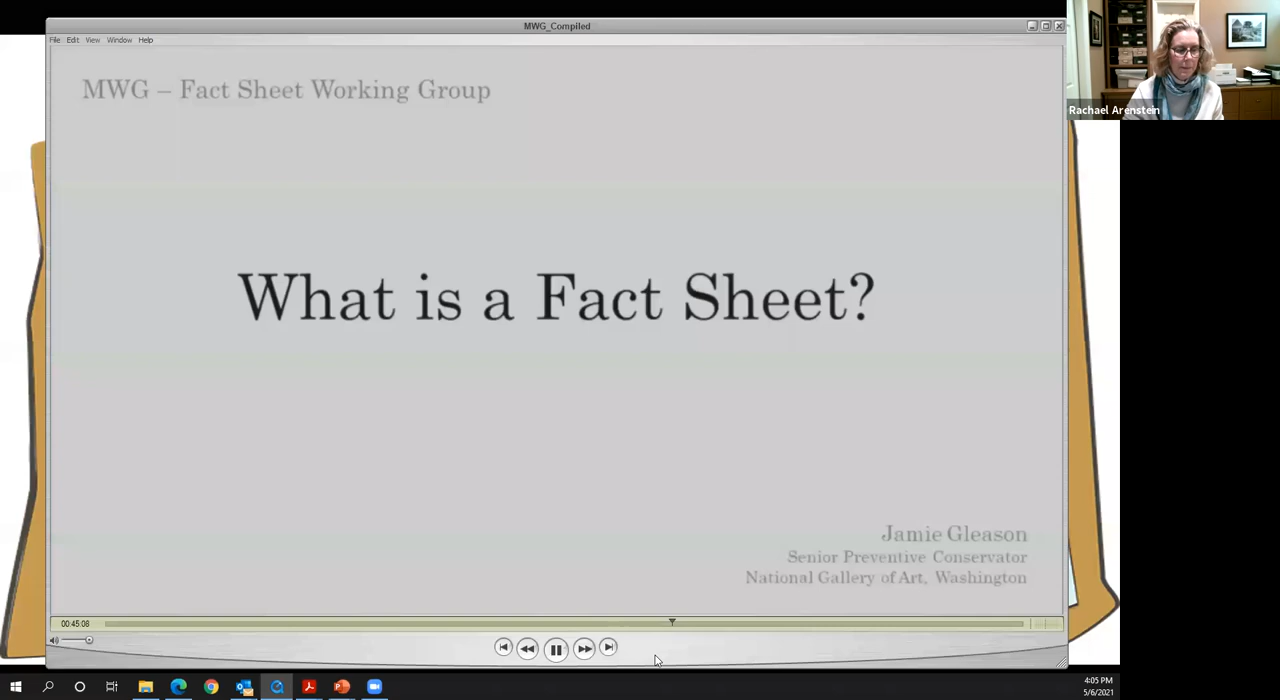 MWG_Compiled
File Edit View Window Help
MWG – Fact Sheet Working Group
Rachael Arenstein
What is a Fact Sheet?
Jamie Gleason
Senior Preventive Conservator
National Gallery of Art, Washington
00:45:08
4:05 PM
5/6/2021